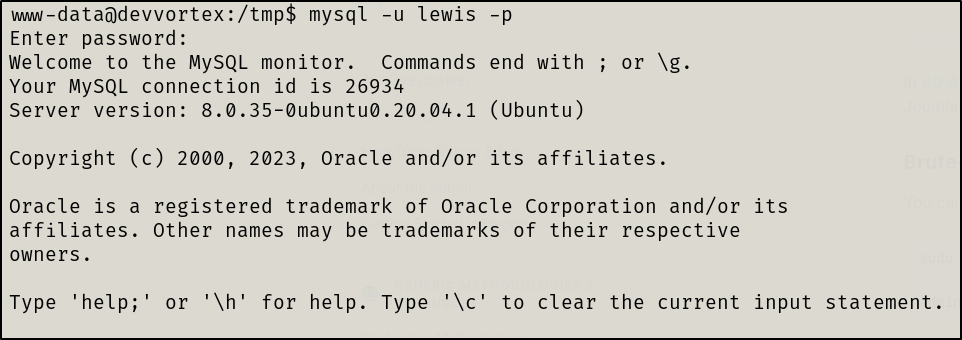 www-data@devvortex:/tmp$ mysql -u lewis -p
Enter password:
Welcome to the MySQL monitor.  Commands end with ; or \g.
Your MySQL connection id is 26934
Server version: 8.0.35-0ubuntu0.20.04.1 (Ubuntu)

Copyright (c) 2000, 2023, Oracle and/or its affiliates.

Oracle is a registered trademark of Oracle Corporation and/or its
affiliates. Other names may be trademarks of their respective
owners.

Type 'help;' or '\h' for help. Type '\c' to clear the current input statement.